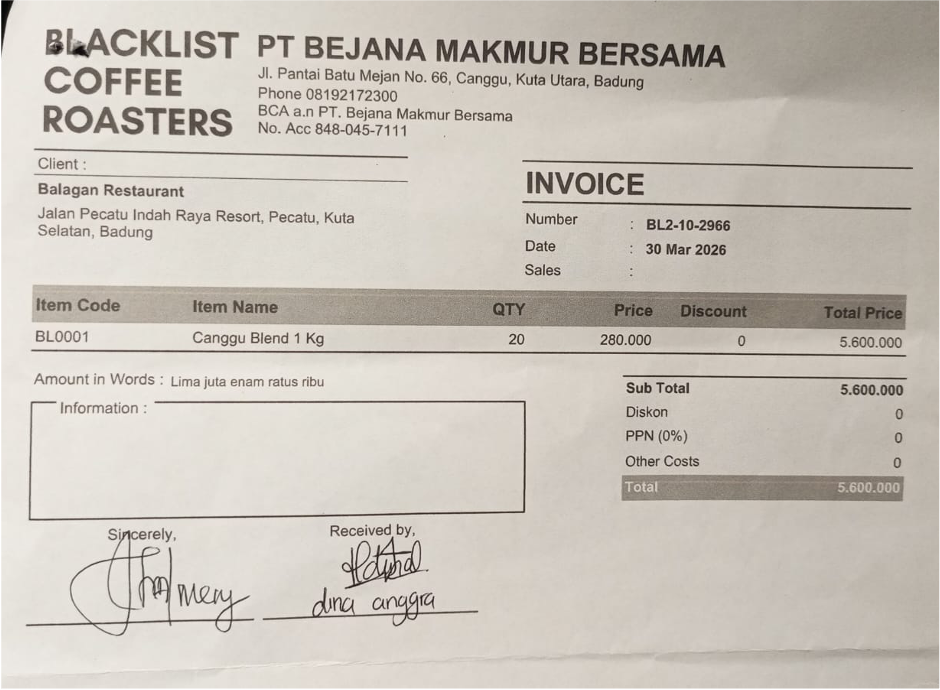 BLACKLIST
COFFEE
ROASTERS
PT BEJANA MAKMUR BERSAMA
Jl. Pantai Batu Mejan No. 66, Canggu, Kuta Utara, Badung
Phone 08192172300
BCA a.n PT. Bejana Makmur Bersama
No. Acc 848-045-7111
Client :
Balagan Restaurant
Jalan Pecatu Indah Raya Resort, Pecatu, Kuta
Selatan, Badung
INVOICE
Number : BL2-10-2966
Date : 30 Mar 2026
Sales :
Item Code Item Name QTY Price Discount Total Price
BL0001 Canggu Blend 1 Kg 20 280.000 0 5.600.000
Amount in Words : Lima juta enam ratus ribu
Information :
Sub Total 5.600.000
Diskon 0
PPN (0%) 0
Other Costs 0
Total 5.600.000
Sincerely,
mery
Received by,
dina anggra